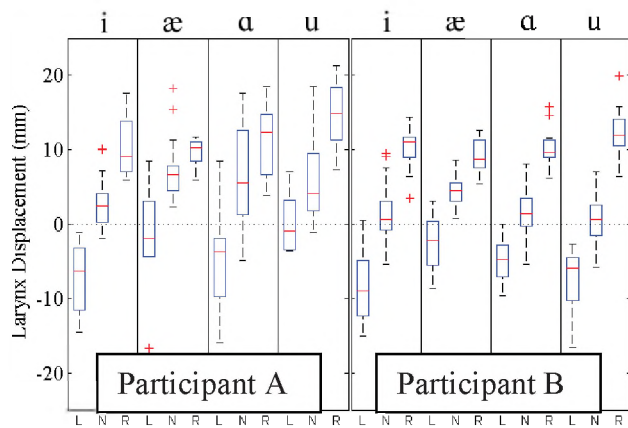 i æ ɑ u i æ ɑ u
Larynx Displacement (mm)
20
10
0
-10
-20
Participant A Participant B
L N R L N R L N R L N R L N R L N R L N R L N R